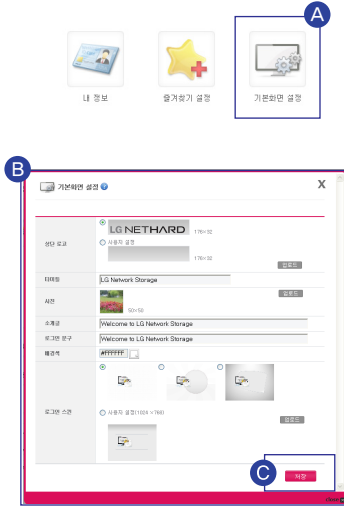 A
내 정보
즐겨찾기 설정
기본화면 설정
B
기본화면 설정 ?
X
상단 로고
LG NETHARD
176×32
사용자 설정
176×32
업로드
타이틀
LG Network Storage
사진
50×50
업로드
소개글
Welcome to LG Network Storage
로그인 문구
Welcome to LG Network Storage
배경색
#FFFFFF
로그인 스킨
사용자 설정(1024 ×768)
업로드
C
저장
close